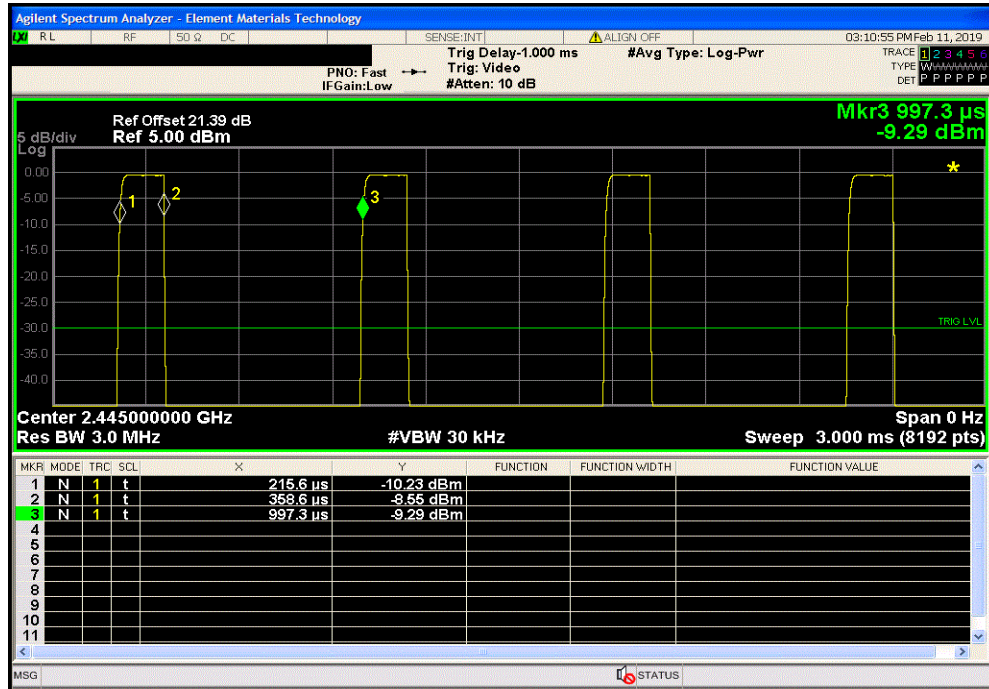 Agilent Spectrum Analyzer - Element Materials Technology
LXI RL RF 50 Ω DC SENSE:INT ALIGN OFF 03:10:55 PM Feb 11, 2019
Trig Delay-1.000 ms #Avg Type: Log-Pwr TRACE 1 2 3 4 5 6
PNO: Fast Trig: Video TYPE WWWWWW
IFGain:Low #Atten: 10 dB DET P P P P P P
Mkr3 997.3 µs
Ref Offset 21.39 dB
5 dB/div Ref 5.00 dBm -9.29 dBm
Log
0.00
1 2 3 *
-5.00
-10.0
-15.0
-20.0
-25.0
-30.0 TRIG LVL
-35.0
-40.0
Center 2.445000000 GHz Span 0 Hz
Res BW 3.0 MHz #VBW 30 kHz Sweep 3.000 ms (8192 pts)
MKR MODE TRC SCL X Y FUNCTION FUNCTION WIDTH FUNCTION VALUE
1 N 1 t 215.6 µs -10.23 dBm
2 N 1 t 358.6 µs -8.55 dBm
3 N 1 t 997.3 µs -9.29 dBm
4
5
6
7
8
9
10
11
MSG STATUS